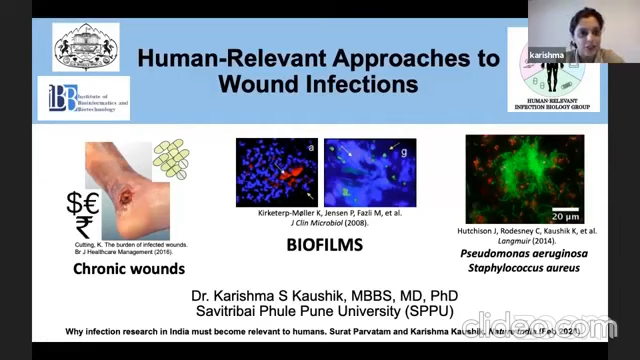 karishma
Human-Relevant Approaches to
Wound Infections
IBB
Institute of
Bioinformatics and
Biotechnology
HUMAN-RELEVANT
INFECTION BIOLOGY GROUP
$€
₹
Cutting, K. The burden of infected wounds.
Br J Healthcare Management (2016).
Chronic wounds
a
g
Kirketerp-Møller K, Jensen P, Fazli M, et al.
J Clin Microbiol (2008).
BIOFILMS
20 µm
Hutchison J, Rodesney C, Kaushik K, et al.
Langmuir (2014).
Pseudomonas aeruginosa
Staphylococcus aureus
Dr. Karishma S Kaushik, MBBS, MD, PhD
Savitribai Phule Pune University (SPPU)
Why infection research in India must become relevant to humans. Surat Parvatam and Karishma Kaushik. Nature India (Feb
clideo.com